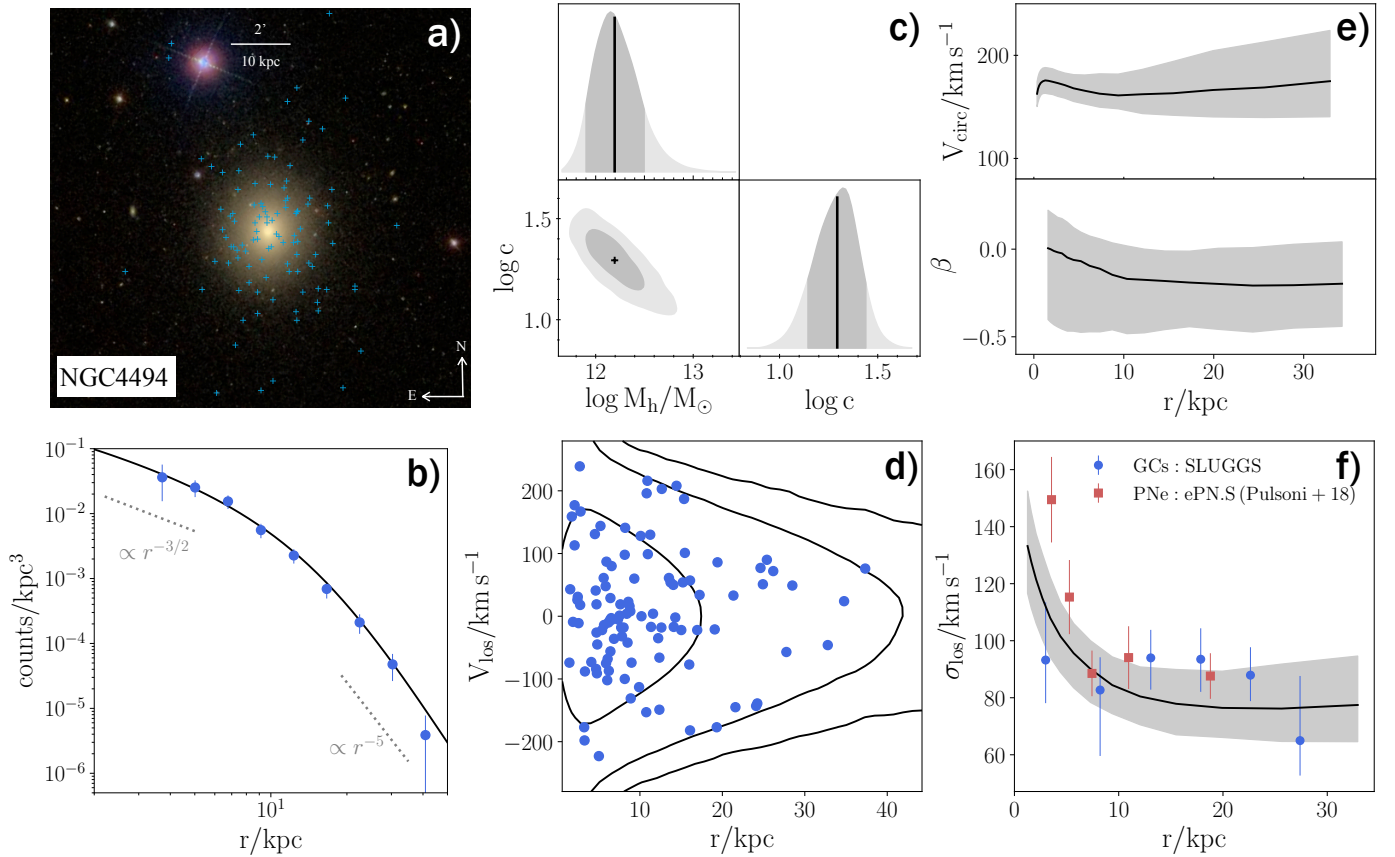 a)
2’
10 kpc
NGC4494
N
E
c)
log c
1.5
1.0
12
13
log M_h/M_⊙
1.0
1.5
log c
e)
V_circ/km s⁻¹
200
100
β
0.0
−0.5
0
10
20
30
r/kpc
b)
counts/kpc³
10⁻¹
10⁻²
10⁻³
10⁻⁴
10⁻⁵
10⁻⁶
∝ r^{−3/2}
∝ r^{−5}
10¹
r/kpc
d)
V_los/km s⁻¹
200
100
0
−100
−200
10
20
30
40
r/kpc
f)
GCs : SLUGGS
PNe : ePN.S (Pulsoni + 18)
σ_los/km s⁻¹
160
140
120
100
80
60
0
10
20
30
r/kpc